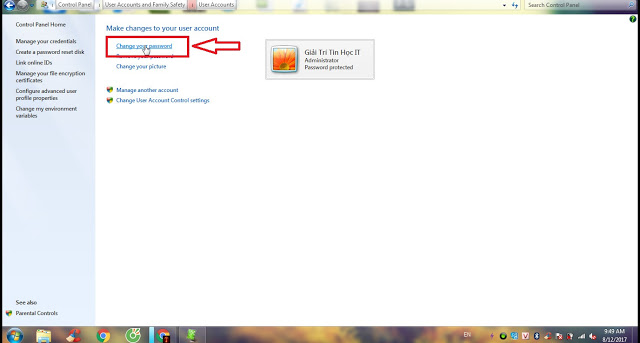 Control Panel User Accounts and Family Safety User Accounts
Search Control Panel
Control Panel Home
Manage your credentials
Create a password reset disk
Link online IDs
Manage your file encryption
certificates
Configure advanced user
profile properties
Change my environment
variables
See also
Parental Controls
Make changes to your user account
Change your password
Change your picture
Manage another account
Change User Account Control settings
Giải Trí Tin Học IT
Administrator
Password protected
EN
9:49 AM
8/12/2017